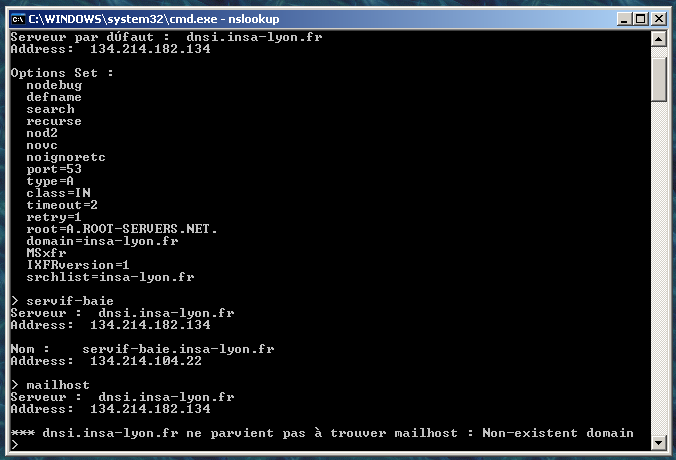 C:\WINDOWS\system32\cmd.exe - nslookup
Serveur par dÚfaut :  dnsi.insa-lyon.fr
Address:  134.214.182.134
Options Set :
nodebug
defname
search
recurse
nod2
novc
noignoretc
port=53
type=A
class=IN
timeout=2
retry=1
root=A.ROOT-SERVERS.NET.
domain=insa-lyon.fr
MSxfr
IXFRversion=1
srchlist=insa-lyon.fr
> servif-baie
Serveur :  dnsi.insa-lyon.fr
Address:  134.214.182.134
Nom :    servif-baie.insa-lyon.fr
Address:  134.214.104.22
> mailhost
Serveur :  dnsi.insa-lyon.fr
Address:  134.214.182.134
*** dnsi.insa-lyon.fr ne parvient pas à trouver mailhost : Non-existent domain
>